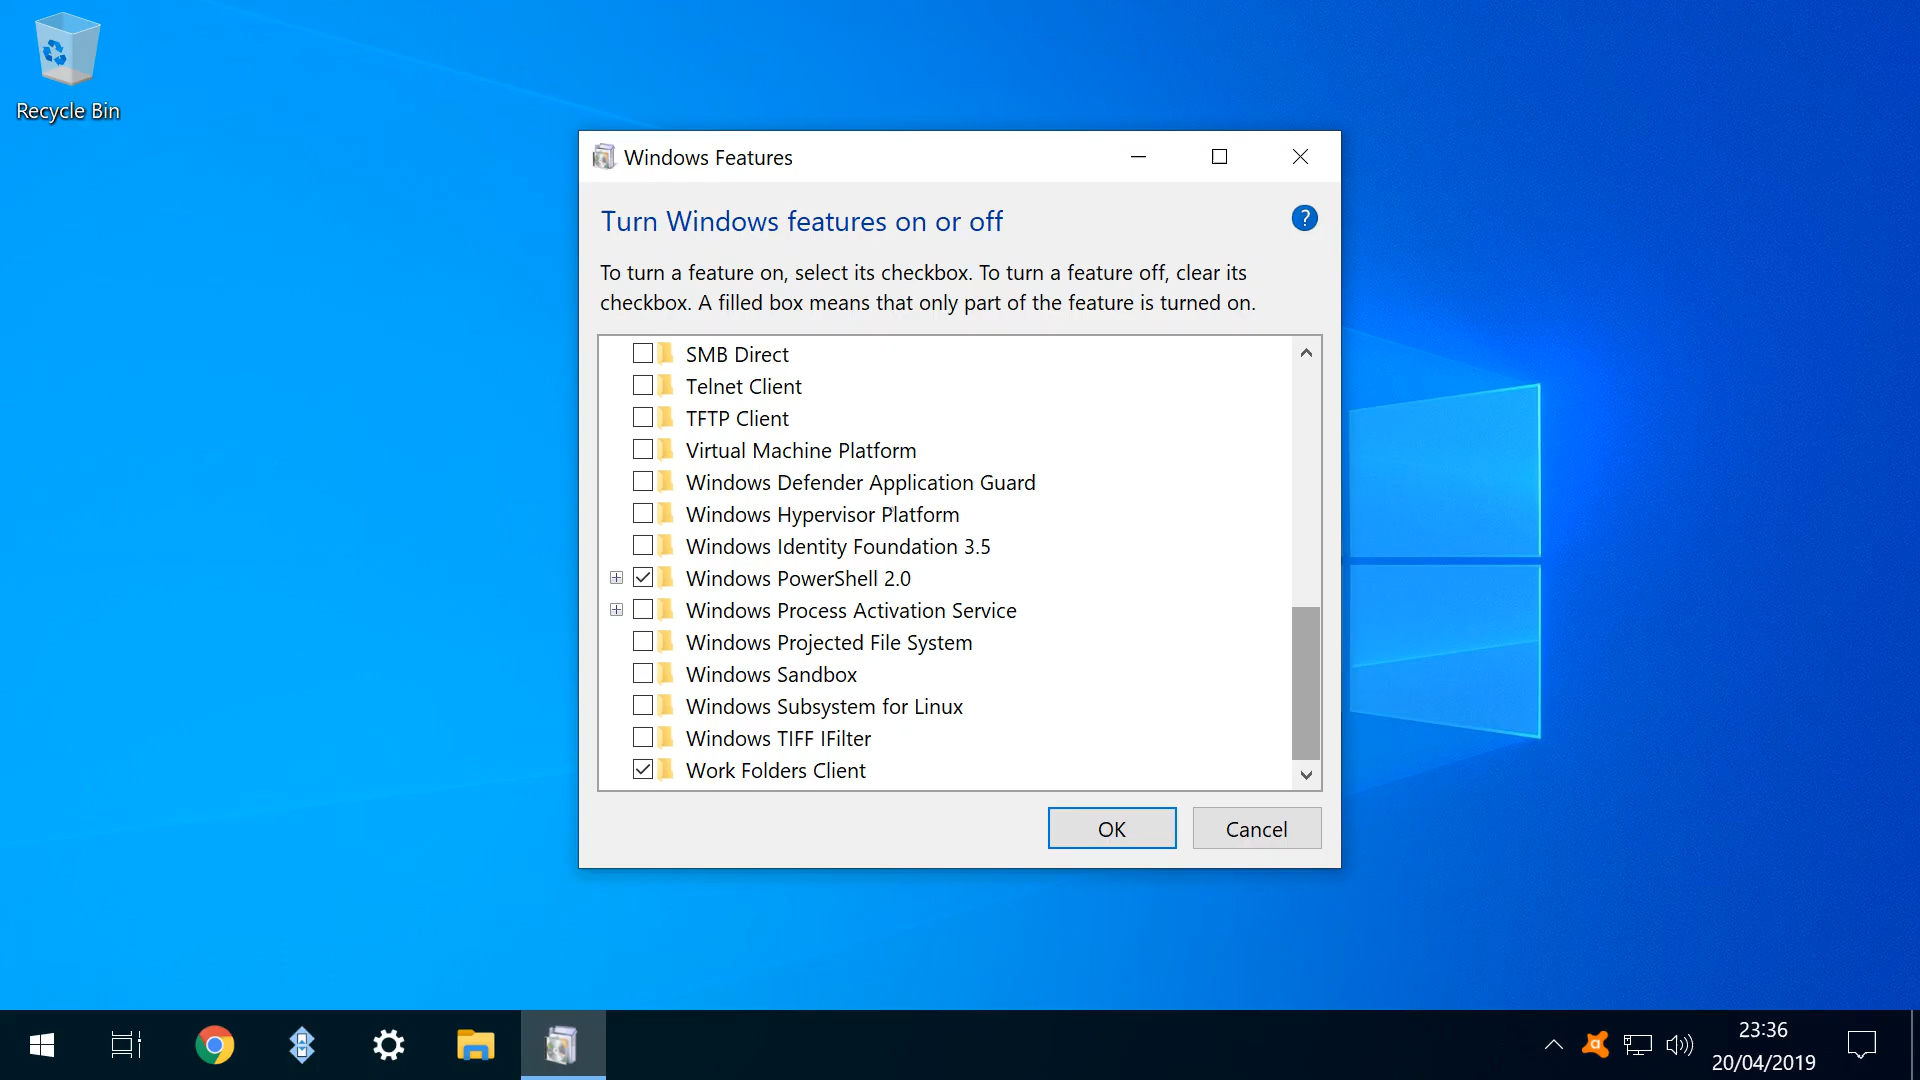 Recycle Bin
Windows Features
Turn Windows features on or off
?
To turn a feature on, select its checkbox. To turn a feature off, clear its
checkbox. A filled box means that only part of the feature is turned on.
SMB Direct
Telnet Client
TFTP Client
Virtual Machine Platform
Windows Defender Application Guard
Windows Hypervisor Platform
Windows Identity Foundation 3.5
Windows PowerShell 2.0
Windows Process Activation Service
Windows Projected File System
Windows Sandbox
Windows Subsystem for Linux
Windows TIFF IFilter
Work Folders Client
OK
Cancel
23:36
20/04/2019